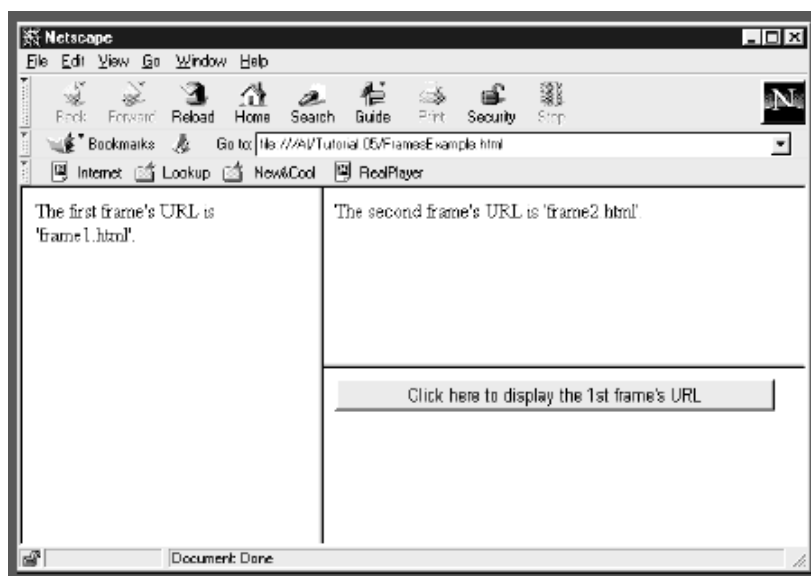 Netscape
File Edit View Go Window Help
Back Forward Reload Home Search Guide Print Security Stop
N
Bookmarks Go to: file:///A|/Tutorial.05/FramesExample.html
Internet Lookup New&Cool RealPlayer
The first frame's URL is
'frame1.html'.
The second frame's URL is 'frame2.html'.
Click here to display the 1st frame's URL
Document: Done